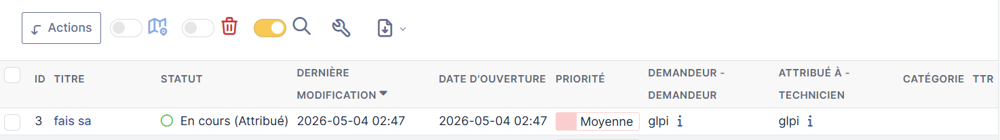 Actions
ID TITRE STATUT DERNIÈRE MODIFICATION DATE D'OUVERTURE PRIORITÉ DEMANDEUR - DEMANDEUR ATTRIBUÉ À - TECHNICIEN CATÉGORIE TTR
3 fais sa En cours (Attribué) 2026-05-04 02:47 2026-05-04 02:47 Moyenne glpi glpi